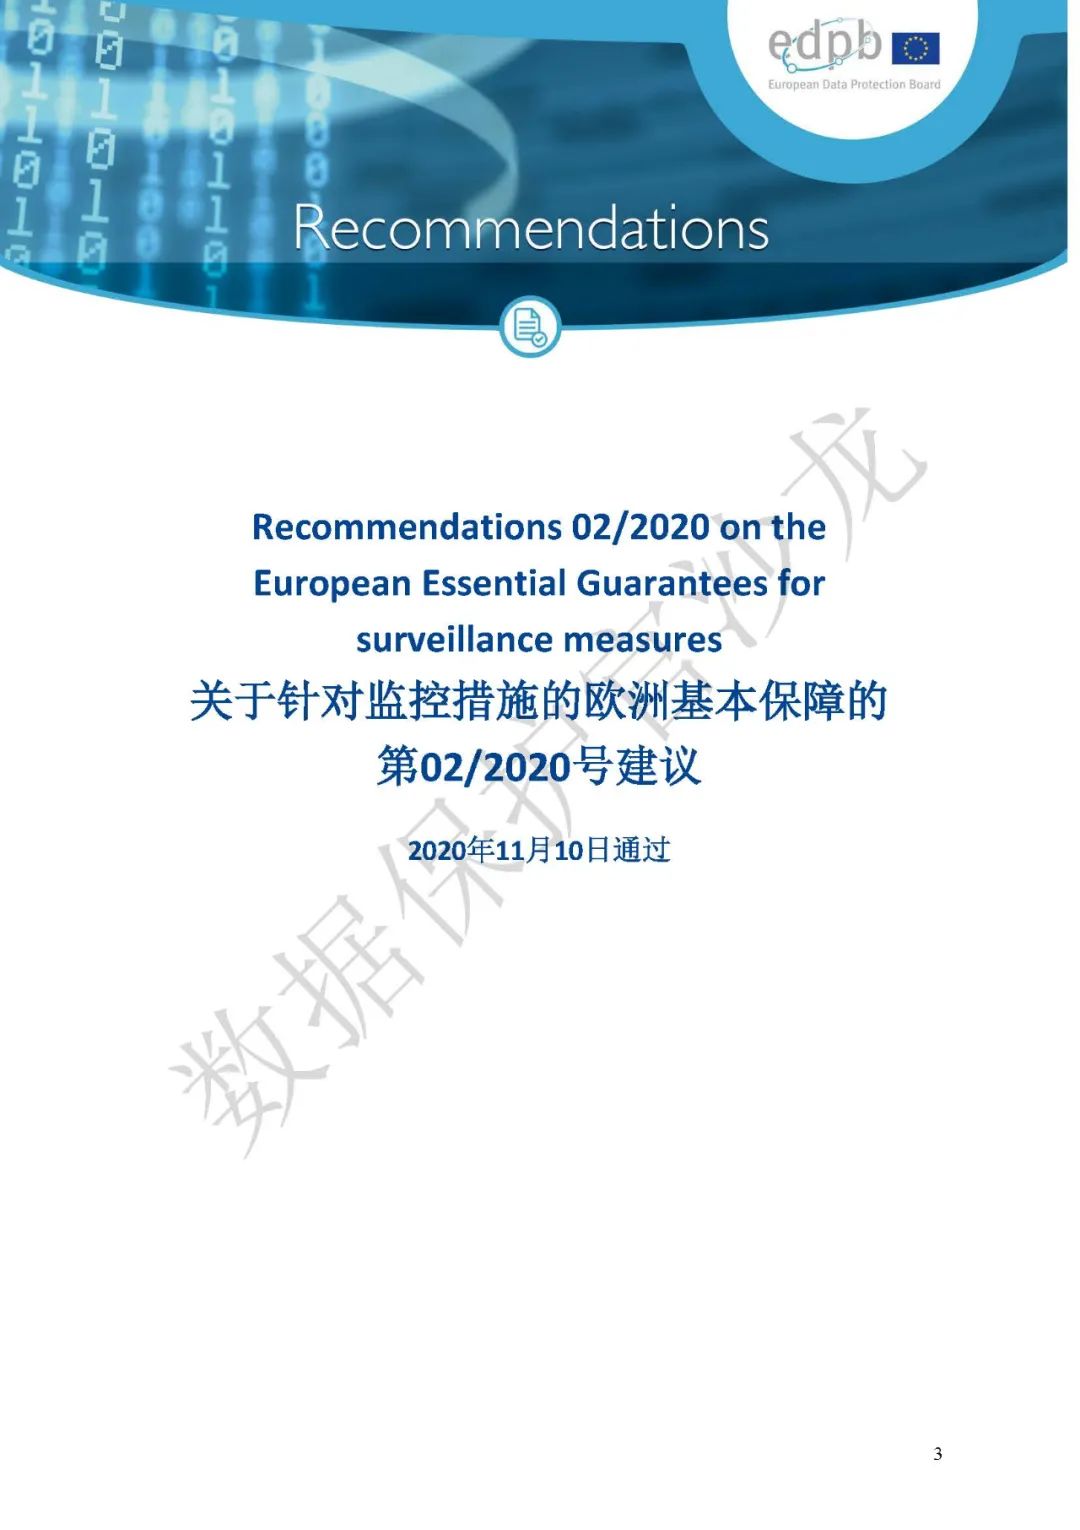 edpb
European Data Protection Board
Recommendations
Recommendations 02/2020 on the
European Essential Guarantees for
surveillance measures
关于针对监控措施的欧洲基本保障的
第02/2020号建议
2020年11月10日通过
数据保护官沙龙
3